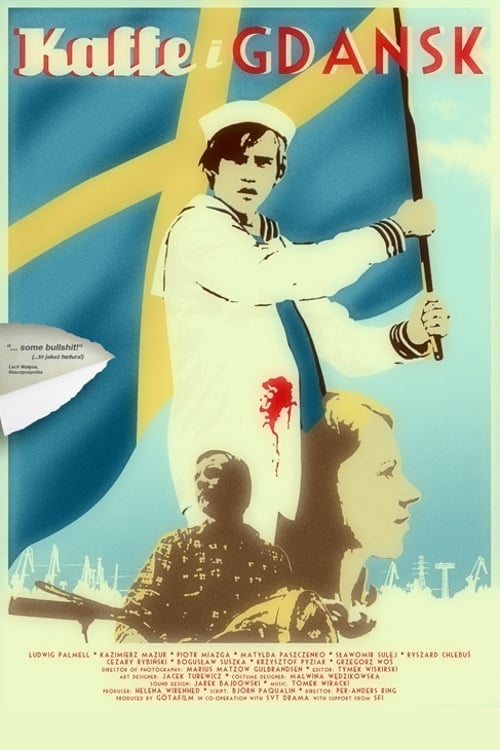 Kaffe i GDANSK
"... some bullshit!"
(...to jakaś bzdura!)
Lech Wałęsa,
Rzeczpospolita
LUDWIG PALMELL * KAZIMIERZ MAZUR * PIOTR MIAZGA * MATYLDA PASZCZENKO * SŁAWOMIR SULEJ * RYSZARD CHLEBUŚ
CEZARY RYBIŃSKI * BOGUSŁAW SUSZKA * KRZYSZTOF PYZIAK * GRZEGORZ WOŚ
DIRECTOR OF PHOTOGRAPHY: MARIUS MATZOW GULBRANDSEN * EDITOR: TYMEK WISKIRSKI
ART DESIGNER: JACEK TUREWICZ * COSTUME DESIGNER: MALWINA WĘDZIKOWSKA
SOUND DESIGN: JAREK BAJDOWSKI * MUSIC: TOMEK WIRACKI
PRODUCER: HELENA WIRENHED * SCRIPT: BJÖRN PAQUALIN * DIRECTOR: PER-ANDERS RING
PRODUCED BY GÖTAFILM IN CO-OPERATION WITH SVT DRAMA WITH SUPPORT FROM SFI